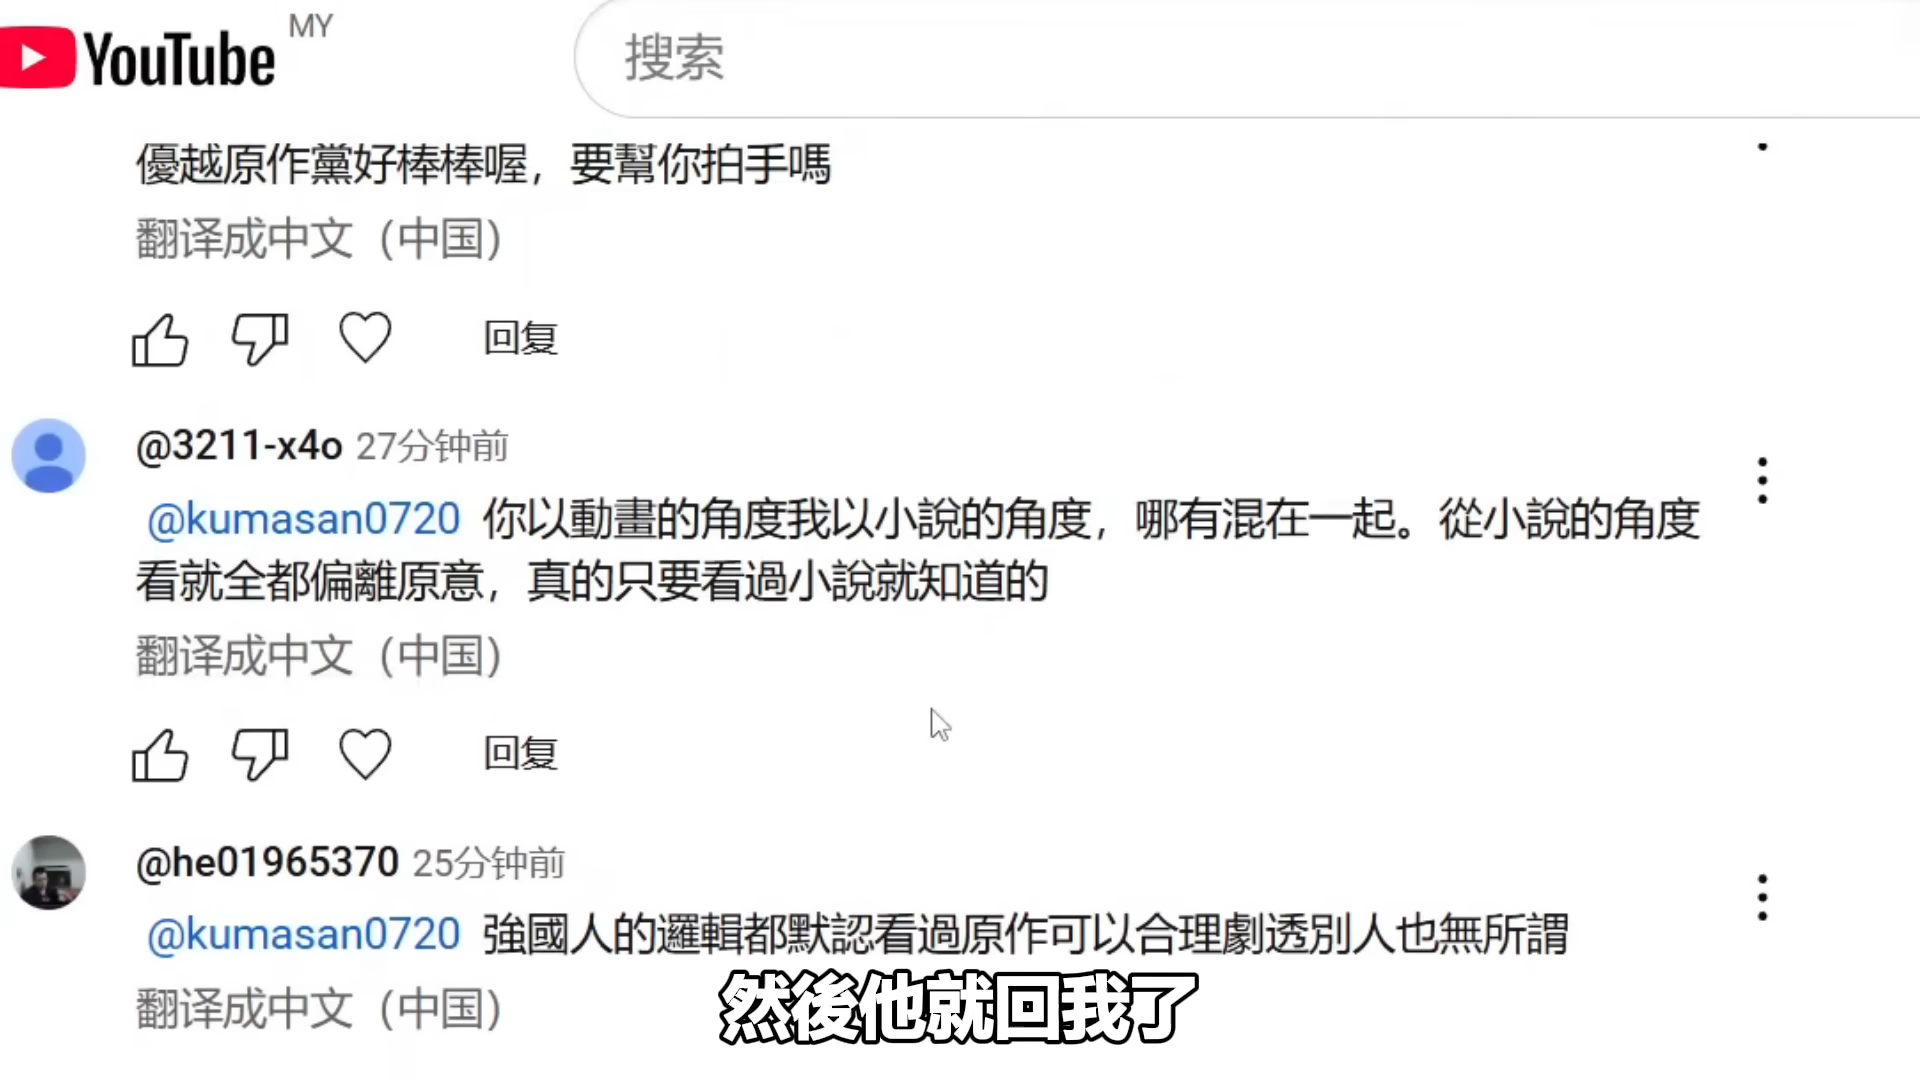 YouTube MY
搜索
優越原作黨好棒棒喔，要幫你拍手嗎
翻译成中文（中国）
回复
@3211-x4o 27分钟前
@kumasan0720 你以動畫的角度我以小說的角度，哪有混在一起。從小說的角度
看就全都偏離原意，真的只要看過小說就知道的
翻译成中文（中国）
回复
@he01965370 25分钟前
@kumasan0720 強國人的邏輯都默認看過原作可以合理劇透別人也無所謂
翻译成中文（中国）
然後他就回我了